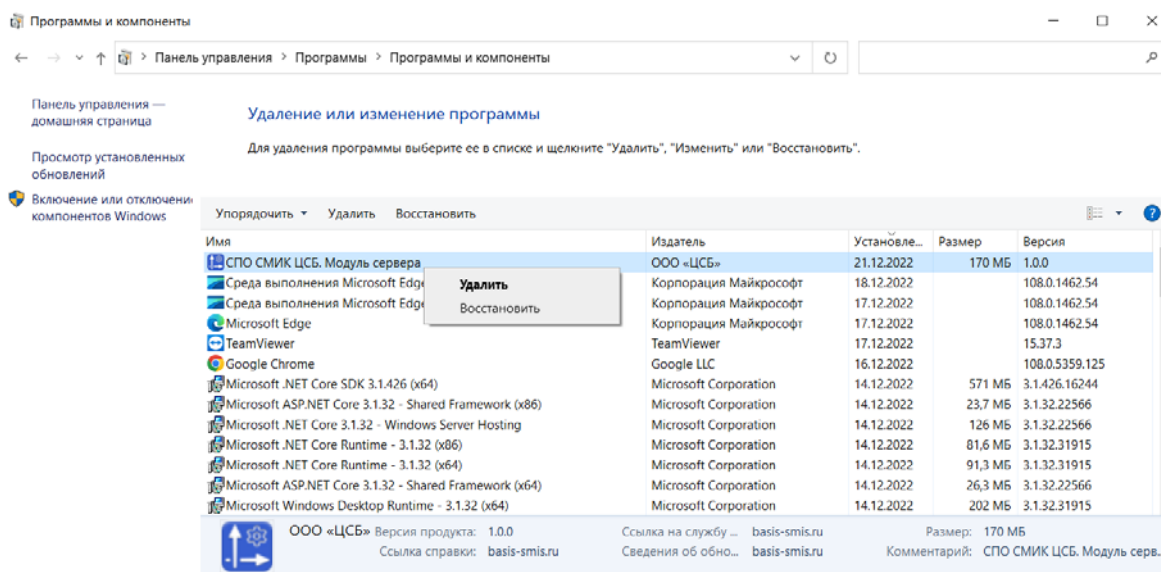 Программы и компоненты
Панель управления > Программы > Программы и компоненты
Панель управления —
домашняя страница
Просмотр установленных
обновлений
Включение или отключени
компонентов Windows
Удаление или изменение программы
Для удаления программы выберите ее в списке и щелкните "Удалить", "Изменить" или "Восстановить".
Упорядочить Удалить Восстановить
Имя Издатель Установле... Размер Версия
СПО СМИК ЦСБ. Модуль сервера ООО «ЦСБ» 21.12.2022 170 МБ 1.0.0
Среда выполнения Microsoft Edge Корпорация Майкрософт 18.12.2022 108.0.1462.54
Среда выполнения Microsoft Edge Корпорация Майкрософт 17.12.2022 108.0.1462.54
Удалить
Восстановить
Microsoft Edge Корпорация Майкрософт 17.12.2022 108.0.1462.54
TeamViewer TeamViewer 17.12.2022 15.37.3
Google Chrome Google LLC 16.12.2022 108.0.5359.125
Microsoft .NET Core SDK 3.1.426 (x64) Microsoft Corporation 14.12.2022 571 МБ 3.1.426.16244
Microsoft ASP.NET Core 3.1.32 - Shared Framework (x86) Microsoft Corporation 14.12.2022 23,7 МБ 3.1.32.22566
Microsoft .NET Core 3.1.32 - Windows Server Hosting Microsoft Corporation 14.12.2022 126 МБ 3.1.32.22566
Microsoft .NET Core Runtime - 3.1.32 (x86) Microsoft Corporation 14.12.2022 81,6 МБ 3.1.32.31915
Microsoft .NET Core Runtime - 3.1.32 (x64) Microsoft Corporation 14.12.2022 91,3 МБ 3.1.32.31915
Microsoft ASP.NET Core 3.1.32 - Shared Framework (x64) Microsoft Corporation 14.12.2022 26,3 МБ 3.1.32.22566
Microsoft Windows Desktop Runtime - 3.1.32 (x64) Microsoft Corporation 14.12.2022 202 МБ 3.1.32.31915
ООО «ЦСБ» Версия продукта: 1.0.0 Ссылка на службу ... basis-smis.ru Размер: 170 МБ
Ссылка справки: basis-smis.ru Сведения об обно... basis-smis.ru Комментарий: СПО СМИК ЦСБ. Модуль серв...